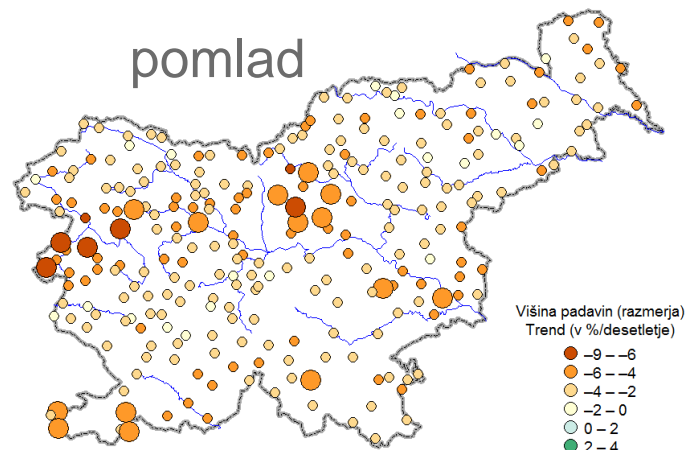 pomlad
Višina padavin (razmerja)
Trend (v %/desetletje)
–9 – –6
–6 – –4
–4 – –2
–2 – 0
0 – 2
2 – 4